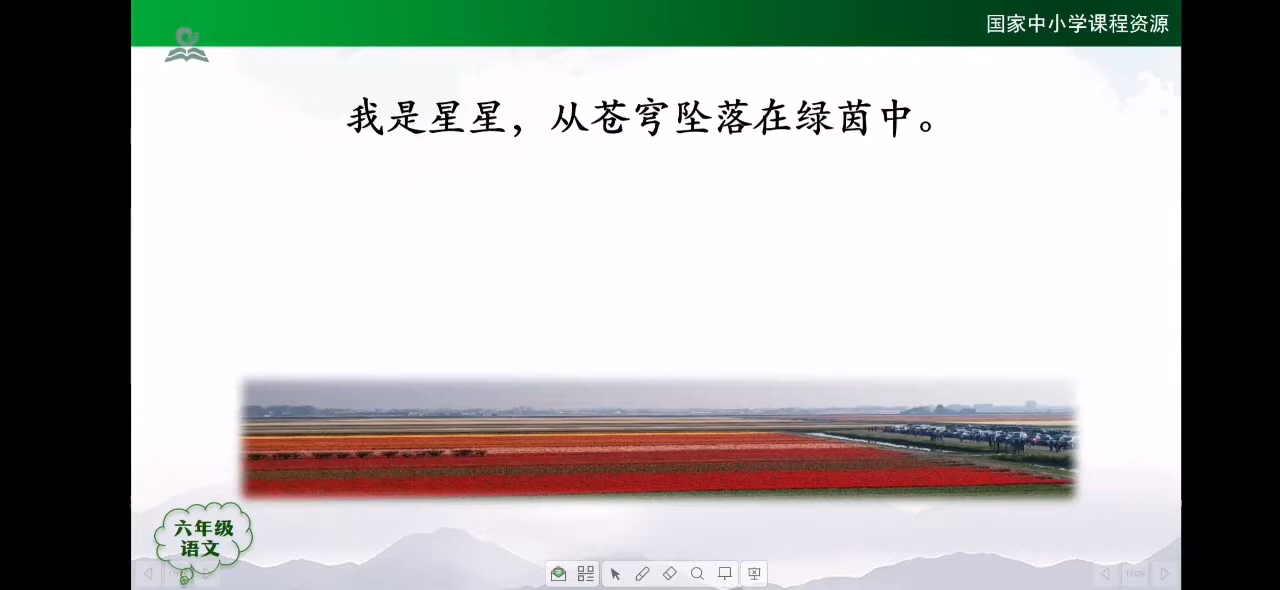 国家中小学课程资源
我是星星，从苍穹坠落在绿茵中。
六年级
语文